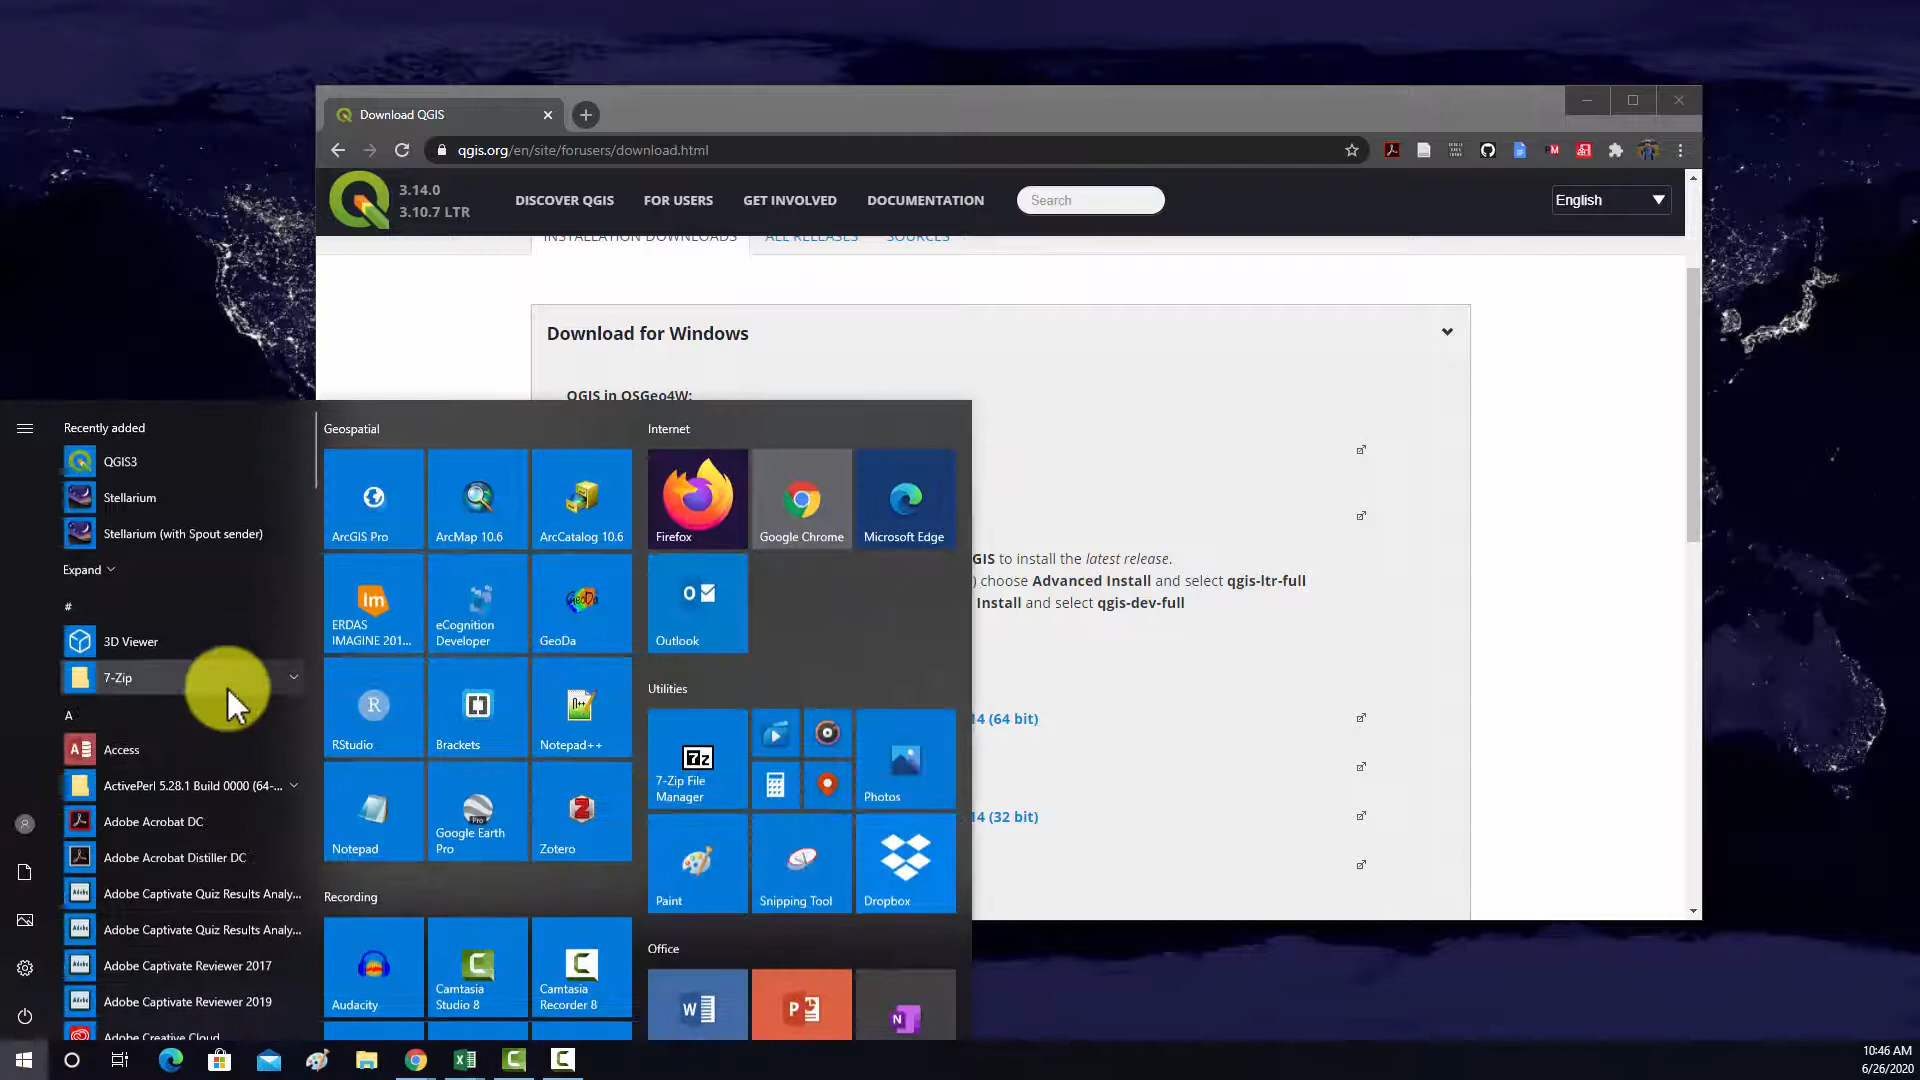 Download QGIS
qgis.org/en/site/forusers/download.html
3.14.0
3.10.7 LTR
DISCOVER QGIS
FOR USERS
GET INVOLVED
DOCUMENTATION
Search
English
INSTALLATION DOWNLOADS
ALL RELEASES
SOURCES
Download for Windows
QGIS in OSGeo4W:
GIS to install the latest release.
) choose Advanced Install and select qgis-ltr-full
Install and select qgis-dev-full
14 (64 bit)
14 (32 bit)
Recently added
QGIS3
Stellarium
Stellarium (with Spout sender)
Expand
#
3D Viewer
7-Zip
A
Access
ActivePerl 5.28.1 Build 0000 (64-...
Adobe Acrobat DC
Adobe Acrobat Distiller DC
Adobe Captivate Quiz Results Analy...
Adobe Captivate Quiz Results Analy...
Adobe Captivate Reviewer 2017
Adobe Captivate Reviewer 2019
Adobe Creative Cloud
Geospatial
ArcGIS Pro
ArcMap 10.6
ArcCatalog 10.6
ERDAS
IMAGINE 201...
eCognition
Developer
GeoDa
RStudio
Brackets
Notepad++
Notepad
Google Earth
Pro
Zotero
Recording
Audacity
Camtasia
Studio 8
Camtasia
Recorder 8
Internet
Firefox
Google Chrome
Microsoft Edge
Outlook
Utilities
7-Zip File
Manager
Photos
Paint
Snipping Tool
Dropbox
Office
10:46 AM
6/26/2020